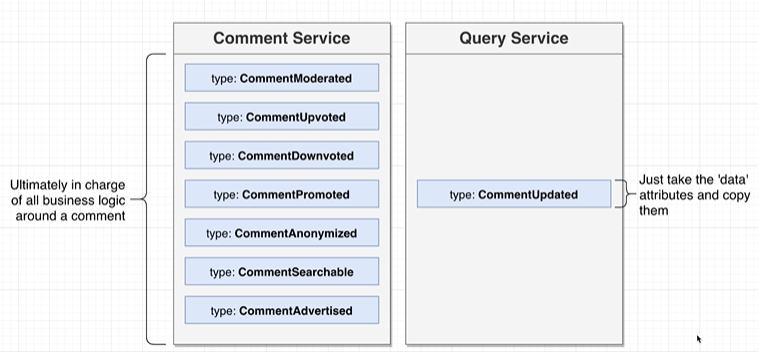 Comment Service
Query Service
type: CommentModerated
type: CommentUpvoted
type: CommentDownvoted
type: CommentPromoted
type: CommentAnonymized
type: CommentSearchable
type: CommentAdvertised
Ultimately in charge
of all business logic
around a comment
type: CommentUpdated
Just take the 'data'
attributes and copy
them